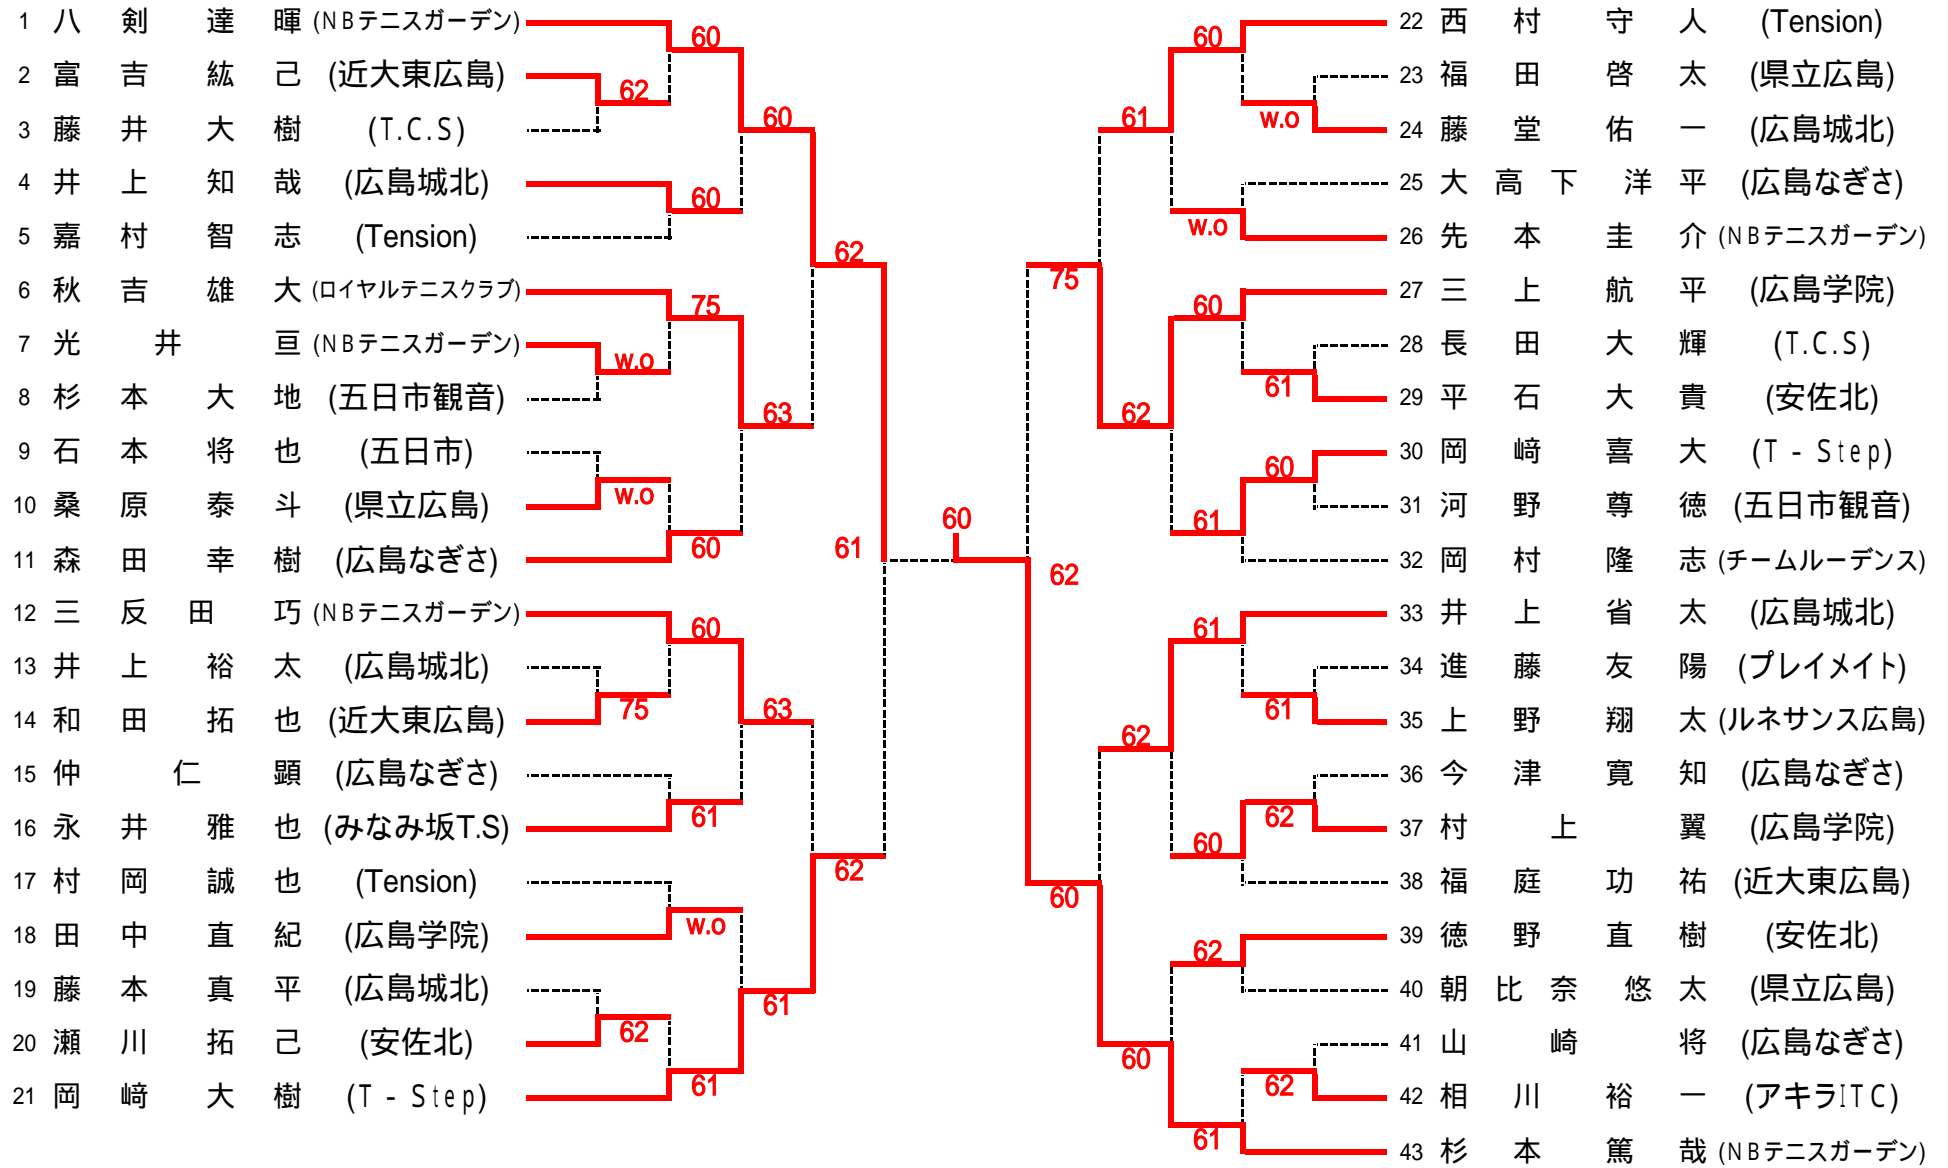 1 八剣 達暉 (NBテニスガーデン)
2 富吉 紘己 (近大東広島)
3 藤井 大樹 (T.C.S)
4 井上 知哉 (広島城北)
5 嘉村 智志 (Tension)
6 秋吉 雄大 (ロイヤルテニスクラブ)
7 光井 亘 (NBテニスガーデン)
8 杉本 大地 (五日市観音)
9 石本 将也 (五日市)
10 桑原 泰斗 (県立広島)
11 森田 幸樹 (広島なぎさ)
12 三反田 巧 (NBテニスガーデン)
13 井上 裕太 (広島城北)
14 和田 拓也 (近大東広島)
15 仲 仁顕 (広島なぎさ)
16 永井 雅也 (みなみ坂T.S)
17 村岡 誠也 (Tension)
18 田中 直紀 (広島学院)
19 藤本 真平 (広島城北)
20 瀬川 拓己 (安佐北)
21 岡﨑 大樹 (T-Step)
62
w.o
w.o
75
62
60
60
75
60
60
61
w.o
61
60
63
63
61
62
62
61
60
62
75
60
61
62
62
60
60
w.o
60
61
61
60
62
61
w.o
61
60
61
62
62
22 西村 守人 (Tension)
23 福田 啓太 (県立広島)
24 藤堂 佑一 (広島城北)
25 大高下 洋平 (広島なぎさ)
26 先本 圭介 (NBテニスガーデン)
27 三上 航平 (広島学院)
28 長田 大輝 (T.C.S)
29 平石 大貴 (安佐北)
30 岡﨑 喜大 (T-Step)
31 河野 尊徳 (五日市観音)
32 岡村 隆志 (チームルーデンス)
33 井上 省太 (広島城北)
34 進藤 友陽 (プレイメイト)
35 上野 翔太 (ルネサンス広島)
36 今津 寛知 (広島なぎさ)
37 村上 翼 (広島学院)
38 福庭 功祐 (近大東広島)
39 徳野 直樹 (安佐北)
40 朝比奈 悠太 (県立広島)
41 山崎 将 (広島なぎさ)
42 相川 裕一 (アキラITC)
43 杉本 篤哉 (NBテニスガーデン)